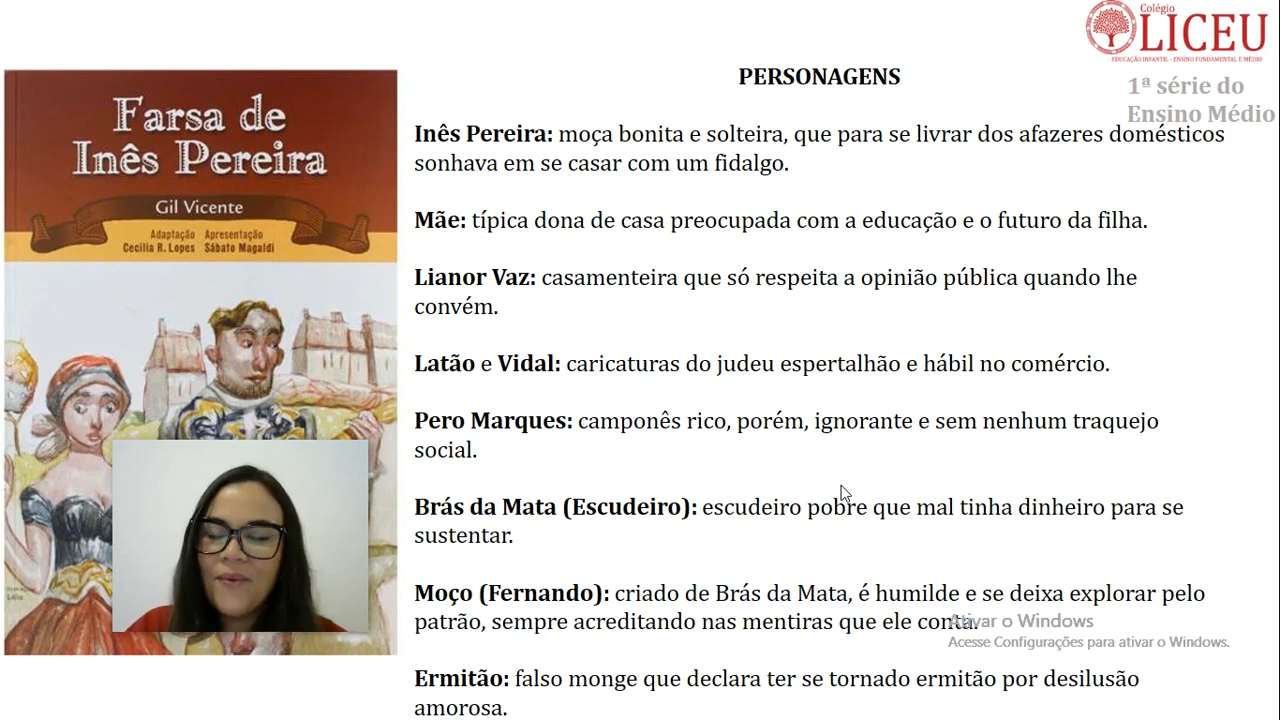 Colégio
LICEU
EDUCAÇÃO INFANTIL - ENSINO FUNDAMENTAL E MÉDIO
1ª série do
Ensino Médio
Farsa de
Inês Pereira
Gil Vicente
Adaptação Apresentação
Cecilia R. Lopes Sábato Magaldi
PERSONAGENS
Inês Pereira: moça bonita e solteira, que para se livrar dos afazeres domésticos
sonhava em se casar com um fidalgo.
Mãe: típica dona de casa preocupada com a educação e o futuro da filha.
Lianor Vaz: casamenteira que só respeita a opinião pública quando lhe
convém.
Latão e Vidal: caricaturas do judeu espertalhão e hábil no comércio.
Pero Marques: camponês rico, porém, ignorante e sem nenhum traquejo
social.
Brás da Mata (Escudeiro): escudeiro pobre que mal tinha dinheiro para se
sustentar.
Moço (Fernando): criado de Brás da Mata, é humilde e se deixa explorar pelo
patrão, sempre acreditando nas mentiras que ele conta.
Ermitão: falso monge que declara ter se tornado ermitão por desilusão
amorosa.
Ativar o Windows
Acesse Configurações para ativar o Windows.